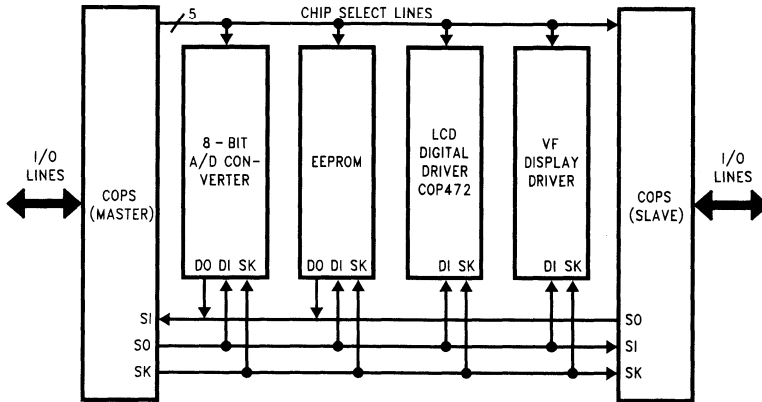 5
CHIP SELECT LINES
8-BIT
A/D CON-
VERTER
EEPROM
LCD
DIGITAL
DRIVER
COP472
VF
DISPLAY
DRIVER
I/O
LINES
COPS
(MASTER)
COPS
(SLAVE)
I/O
LINES
DO DI SK
DO DI SK
DI SK
DI SK
SI
SO
SO
SI
SK
SK